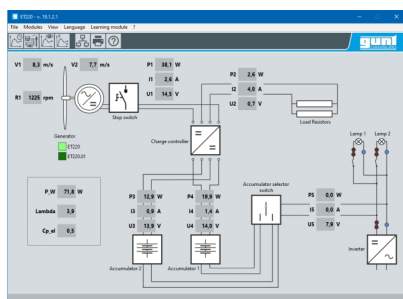 ET220 - v. 16.1.2.1
File Modules View Language Learning module ?
gunt
V1 8,3 m/s V2 7,7 m/s P1 38,1 W
I1 2,6 A
U1 14,5 V
P2 2,6 W
I2 4,0 A
U2 0,7 V
R1 1225 rpm
Stop switch
Load Resistors
Generator
ET220
ET220.01
Charge controller
Lamp 1 Lamp 2
Accumulator selector
switch
P_W 71,8 W
Lambda 3,9
Cp_el 0,5
P3 12,9 W
I3 0,9 A
U3 13,9 V
P4 19,9 W
I4 1,4 A
U4 14,0 V
P5 0,0 W
I5 0,0 A
U5 7,9 V
Accumulator 2 Accumulator 1
Inverter